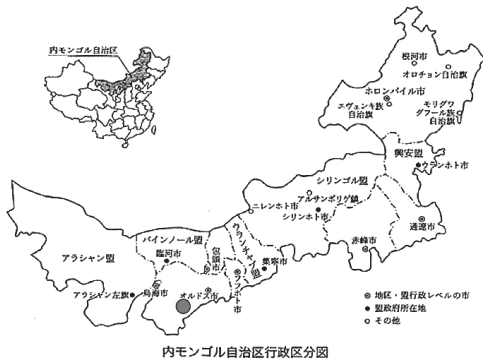 内モンゴル自治区
根河市
オロチョン自治旗
ホロンバイル市
エヴェンキ族
自治旗
モリダワ
ダフール族
自治旗
興安盟
ウランホト市
シリンゴル盟
アルサンボリゲ鎮
ニレンホト市
シリンホト市
通遼市
赤峰市
バインノール盟
臨河市
包頭市
ウランチャブ盟
集寧市
アラシャン盟
アラシャン左旗
烏海市
オルドス市
フフホト市
地区・盟行政レベルの市
盟政府所在地
その他
内モンゴル自治区行政区分図